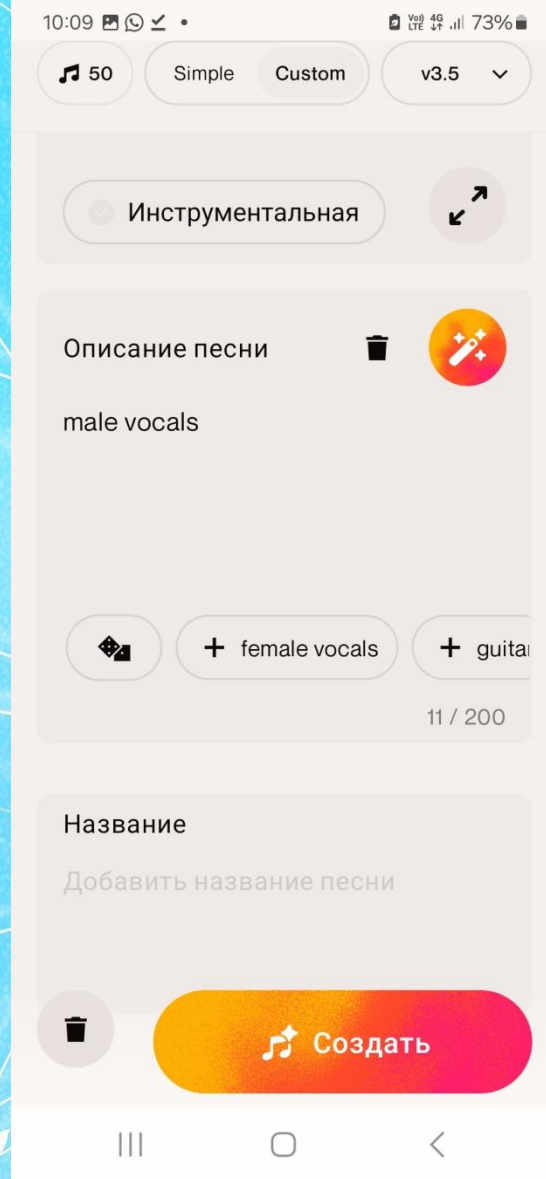 10:09 73%
50 Simple Custom v3.5
Инструментальная
Описание песни
male vocals
+ female vocals + guitar
11 / 200
Название
Добавить название песни
Создать